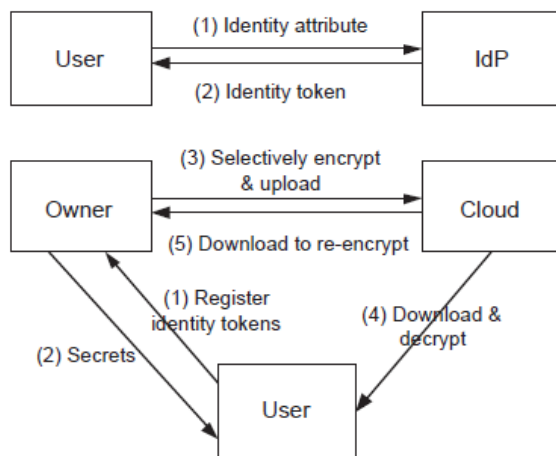 (1) Identity attribute
User
IdP
(2) Identity token
(3) Selectively encrypt
& upload
Owner
Cloud
(5) Download to re-encrypt
(1) Register
identity tokens
(4) Download &
decrypt
(2) Secrets
User